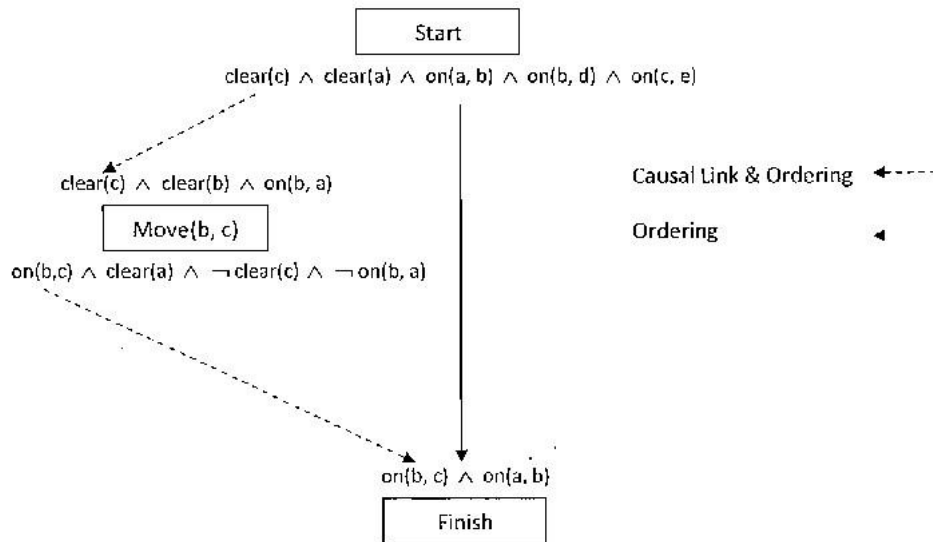 Start
clear(c) ∧ clear(a) ∧ on(a, b) ∧ on(b, d) ∧ on(c, e)
clear(c) ∧ clear(b) ∧ on(b, a)
Causal Link & Ordering
Move(b, c)
Ordering
on(b,c) ∧ clear(a) ∧ ¬ clear(c) ∧ ¬ on(b, a)
on(b, c) ∧ on(a, b)
Finish